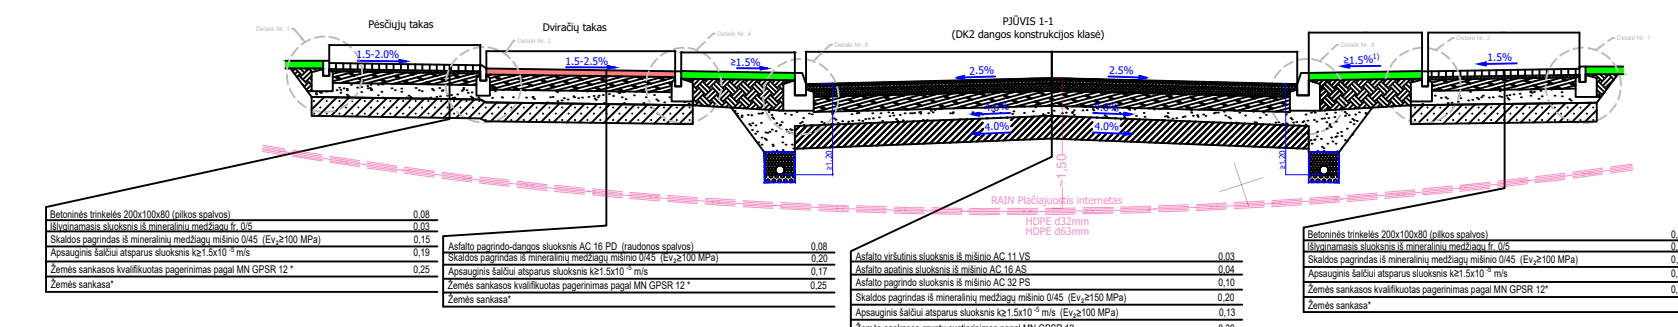 Pėsčiųjų takas
Dviračių takas
PJŪVIS 1-1
(DK2 dangos konstrukcijos klasė)
Detalė Nr. 1
Detalė Nr. 2
Detalė Nr. 4
Detalė Nr. 3
Detalė Nr. 1
1.5-2.0%
1.5-2.5%
≥1.5%
2.5%
2.5%
≥1.5%¹⁾
1.5%
4.0%
4.0%
4.0%
4.0%
≥1,20
~1,50
≥1,20
RAIN Plačiajuostis internetas
HDPE d32mm
HDPE d63mm
Betoninės trinkelės 200x100x80 (pilkos spalvos) 0,08
Išlyginamasis sluoksnis iš mineralinių medžiagų fr. 0/5 0,03
Skaldos pagrindas iš mineralinių medžiagų mišinio 0/45 (Ev₂≥100 MPa) 0,15
Apsauginis šalčiui atsparus sluoksnis k≥1.5x10⁻⁵ m/s 0,19
Žemės sankasos kvalifikuotas pagerinimas pagal MN GPSR 12 * 0,25
Žemės sankasa*
Asfalto pagrindo-dangos sluoksnis AC 16 PD (raudonos spalvos) 0,08
Skaldos pagrindas iš mineralinių medžiagų mišinio 0/45 (Ev₂≥100 MPa) 0,20
Apsauginis šalčiui atsparus sluoksnis k≥1.5x10⁻⁵ m/s 0,17
Žemės sankasos kvalifikuotas pagerinimas pagal MN GPSR 12 * 0,25
Žemės sankasa*
Asfalto viršutinis sluoksnis iš mišinio AC 11 VS 0,03
Asfalto apatinis sluoksnis iš mišinio AC 16 AS 0,04
Asfalto pagrindo sluoksnis iš mišinio AC 32 PS 0,10
Skaldos pagrindas iš mineralinių medžiagų mišinio 0/45 (Ev₂≥150 MPa) 0,20
Apsauginis šalčiui atsparus sluoksnis k≥1.5x10⁻⁵ m/s (Ev₂≥100 MPa) 0,13
Betoninės trinkelės 200x100x80 (pilkos spalvos) 0,
Išlyginamasis sluoksnis iš mineralinių medžiagų fr. 0/5 0,
Skaldos pagrindas iš mineralinių medžiagų mišinio 0/45 (Ev₂≥100 MPa) 0,
Apsauginis šalčiui atsparus sluoksnis k≥1.5x10⁻⁵ m/s 0,
Žemės sankasos kvalifikuotas pagerinimas pagal MN GPSR 12* 0,
Žemės sankasa*